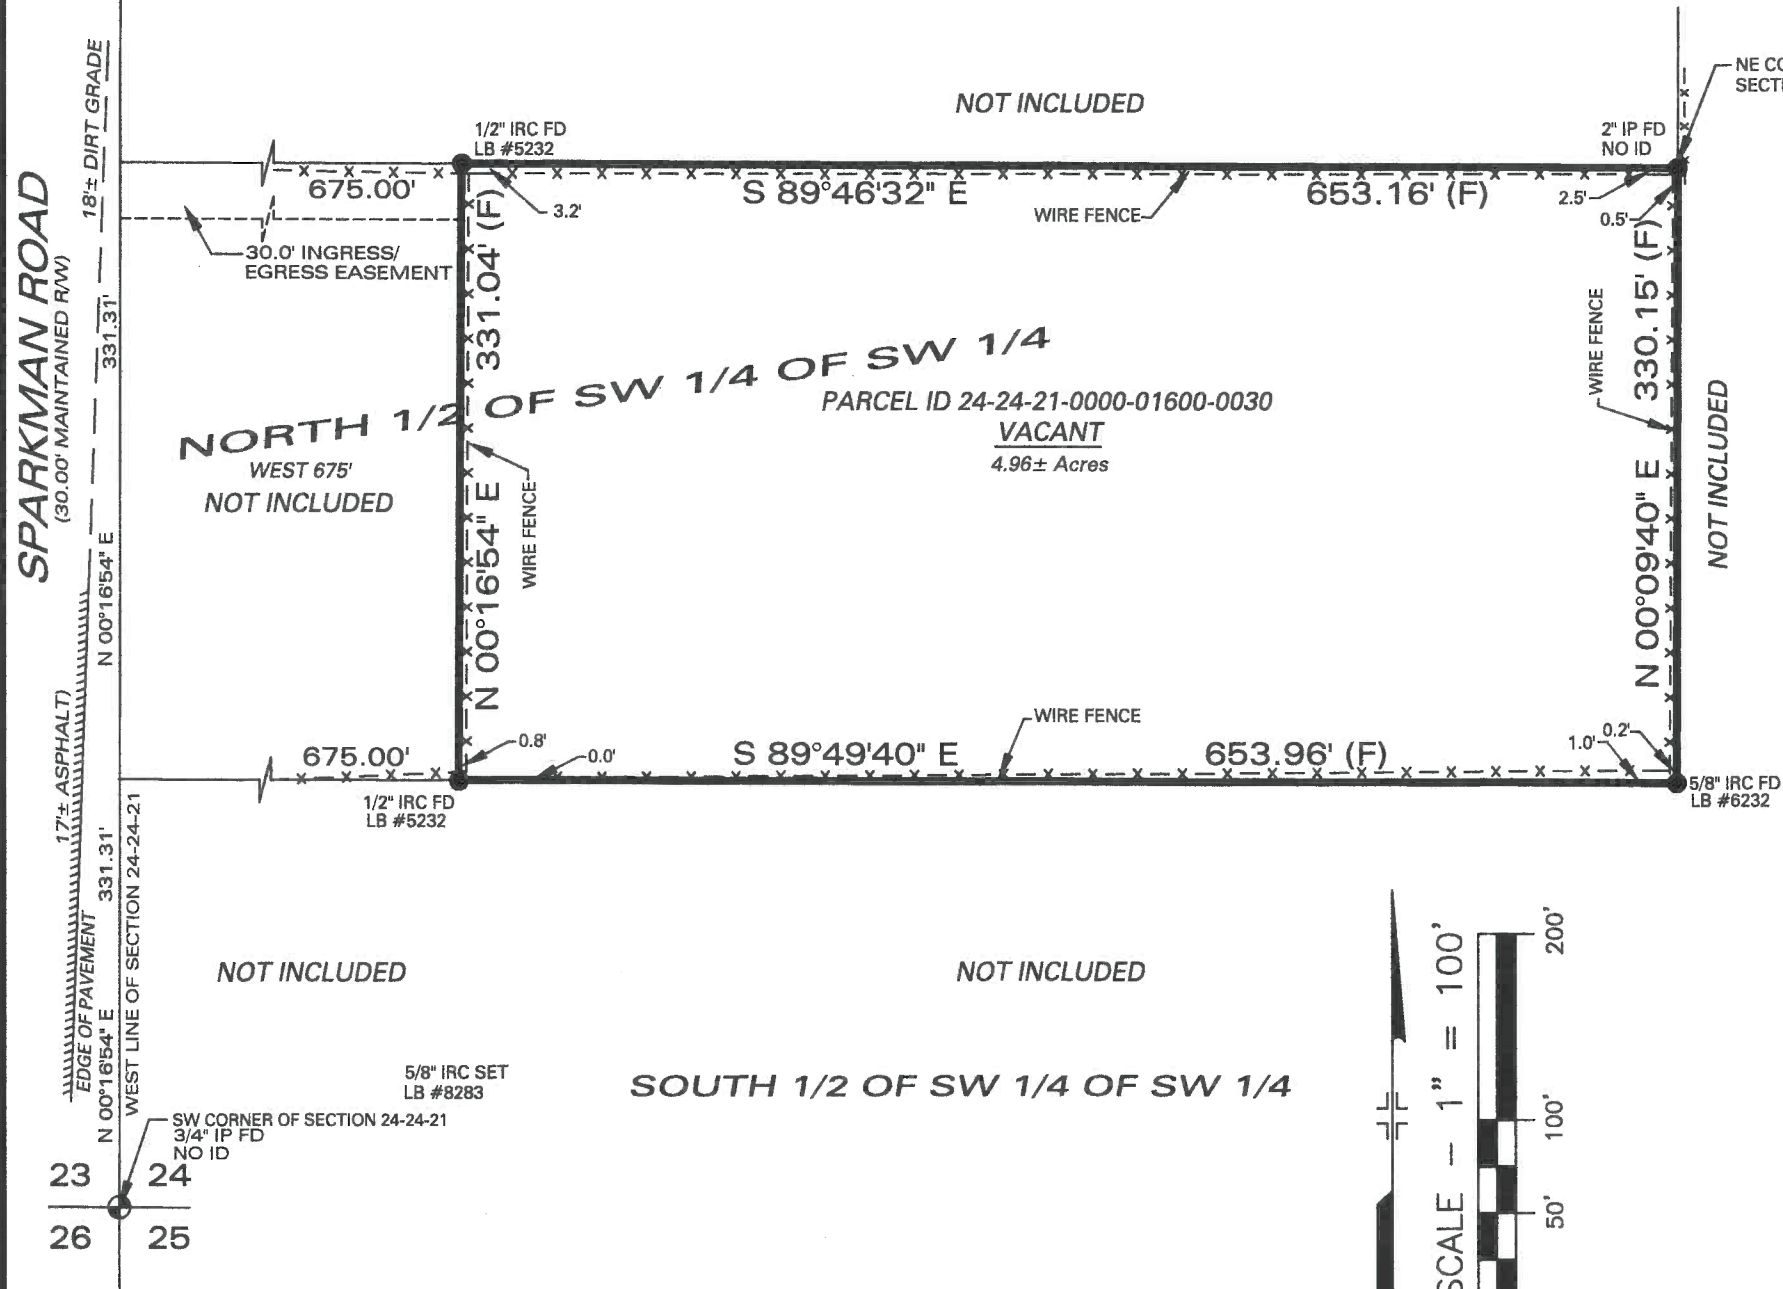 NOT INCLUDED
NE CO
SECTI
1/2" IRC FD
LB #5232
2" IP FD
NO ID
675.00'
S 89°46'32" E
653.16' (F)
3.2'
WIRE FENCE
2.5'
0.5'
30.0' INGRESS/
EGRESS EASEMENT
SPARKMAN ROAD
(30.00' MAINTAINED R/W)
18'± DIRT GRADE
331.31'
N 00°16'54" E
331.04' (F)
N 00°16'54" E
WIRE FENCE
NORTH 1/2 OF SW 1/4 OF SW 1/4
WEST 675'
NOT INCLUDED
PARCEL ID 24-24-21-0000-01600-0030
VACANT
4.96± Acres
WIRE FENCE
330.15' (F)
N 00°09'40" E
NOT INCLUDED
17'± ASPHALT)
675.00'
0.8'
0.0'
S 89°49'40" E
WIRE FENCE
653.96' (F)
1.0'
0.2'
1/2" IRC FD
LB #5232
5/8" IRC FD
LB #6232
331.31'
N 00°16'54" E
EDGE OF PAVEMENT
WEST LINE OF SECTION 24-24-21
NOT INCLUDED
NOT INCLUDED
5/8" IRC SET
LB #8283
SOUTH 1/2 OF SW 1/4 OF SW 1/4
SW CORNER OF SECTION 24-24-21
3/4" IP FD
NO ID
23 24
26 25
SCALE - 1" = 100'
200'
100'
50'